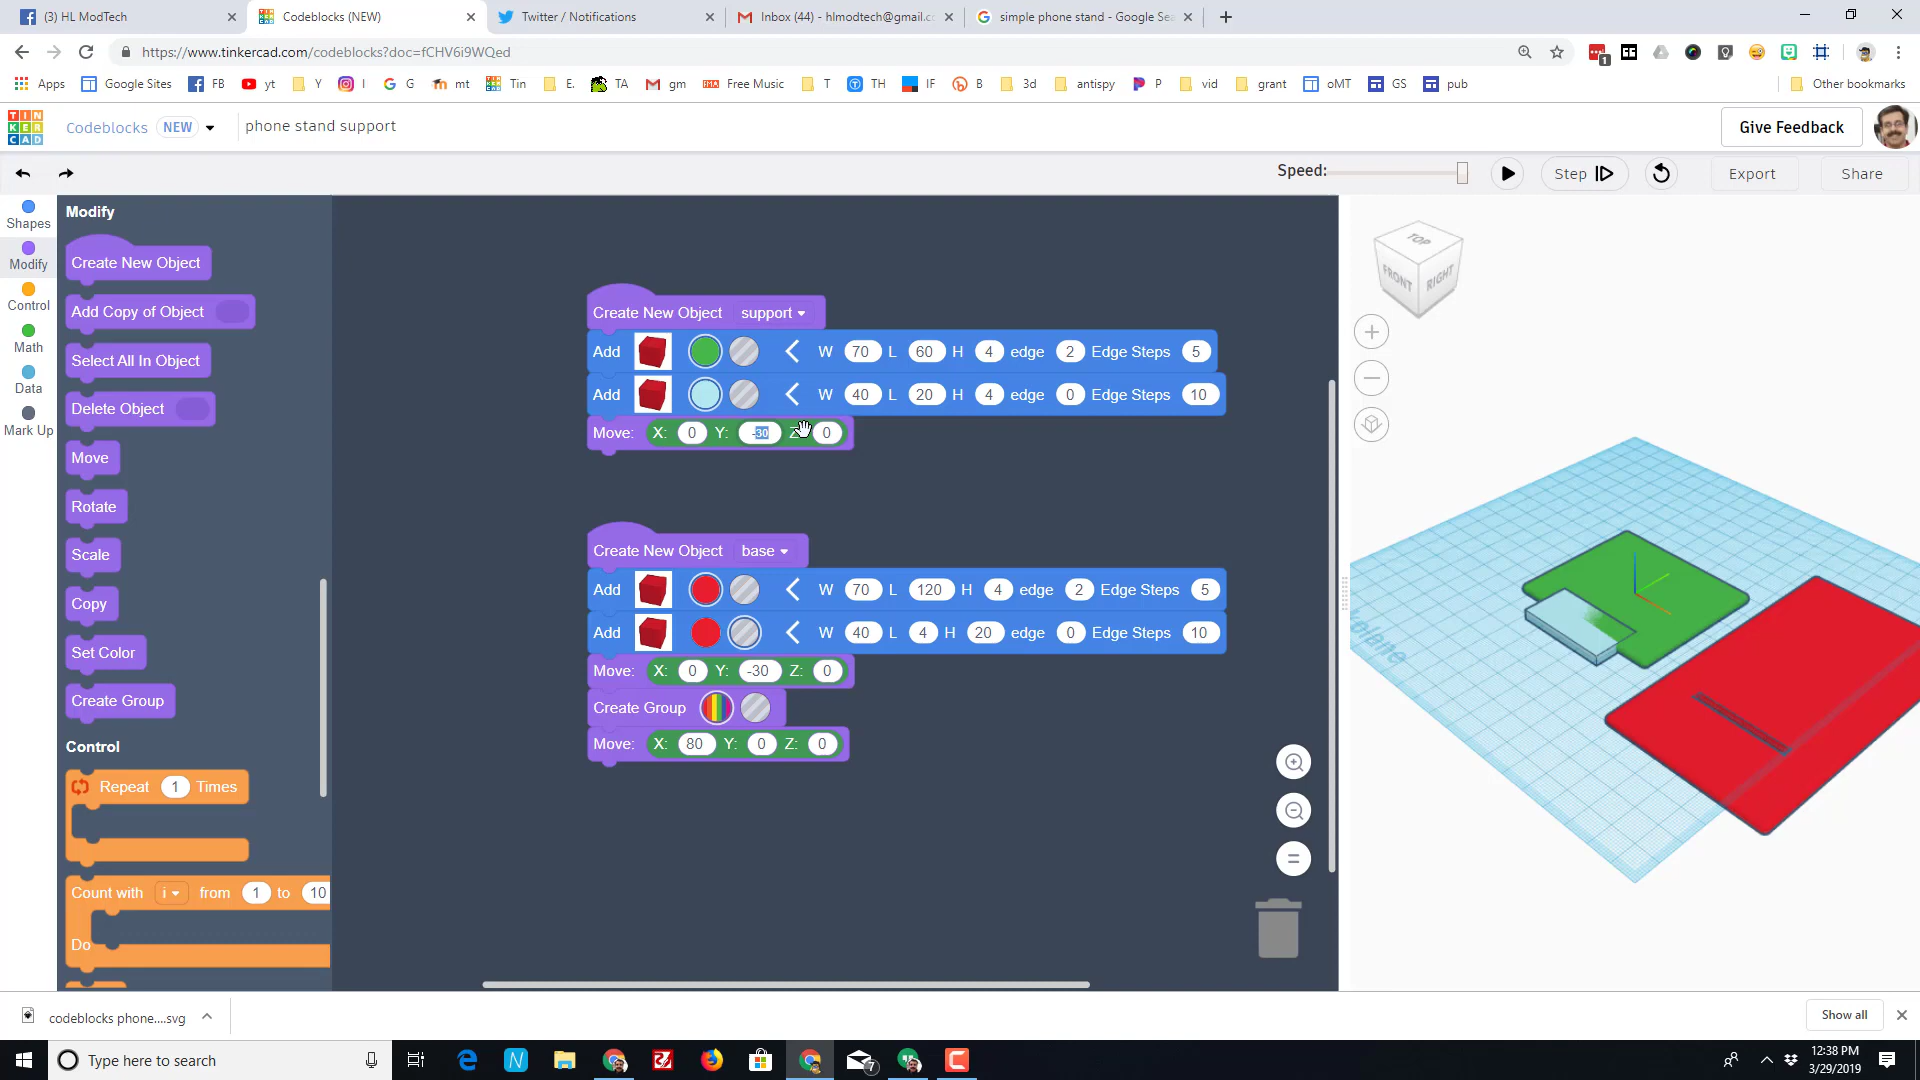 (3) HL ModTech
Codeblocks (NEW)
Twitter / Notifications
Inbox (44) - hlmodtech@gmail.c
simple phone stand - Google Se
https://www.tinkercad.com/codeblocks?doc=fCHV6i9WQed
Apps Google Sites FB yt Y I G mt Tin E. TA gm Free Music T TH IF B 3d antispy P vid grant oMT GS pub Other bookmarks
TIN KER CAD Codeblocks NEW phone stand support Give Feedback
Speed: Step Export Share
Shapes
Modify
Control
Math
Data
Mark Up
Modify
Create New Object
Add Copy of Object
Select All In Object
Delete Object
Move
Rotate
Scale
Copy
Set Color
Create Group
Control
Repeat 1 Times
Count with i from 1 to 10
Do
Create New Object support
Add W 70 L 60 H 4 edge 2 Edge Steps 5
Add W 40 L 20 H 4 edge 0 Edge Steps 10
Move: X: 0 Y: -30 Z: 0
Create New Object base
Add W 70 L 120 H 4 edge 2 Edge Steps 5
Add W 40 L 4 H 20 edge 0 Edge Steps 10
Move: X: 0 Y: -30 Z: 0
Create Group
Move: X: 80 Y: 0 Z: 0
TOP
FRONT RIGHT
codeblocks phone....svg
Show all
Type here to search
7
12:38 PM
3/29/2019